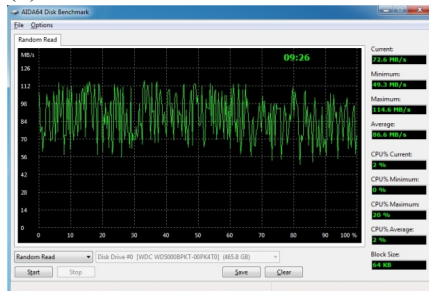 AIDA64 Disk Benchmark
File Options
Random Read
MB/s
09:26
126
112
98
84
70
56
42
28
14
0
0 10 20 30 40 50 60 70 80 90 100 %
Current:
72.6 MB/s
Minimum:
49.3 MB/s
Maximum:
114.6 MB/s
Average:
86.6 MB/s
CPU% Current:
2 %
CPU% Minimum:
0 %
CPU% Maximum:
20 %
CPU% Average:
2 %
Block Size:
64 KB
Random Read
Disk Drive #0 [WDC WD5000BPKT-00PK4T0] (465.8 GB)
Start Stop Save Clear